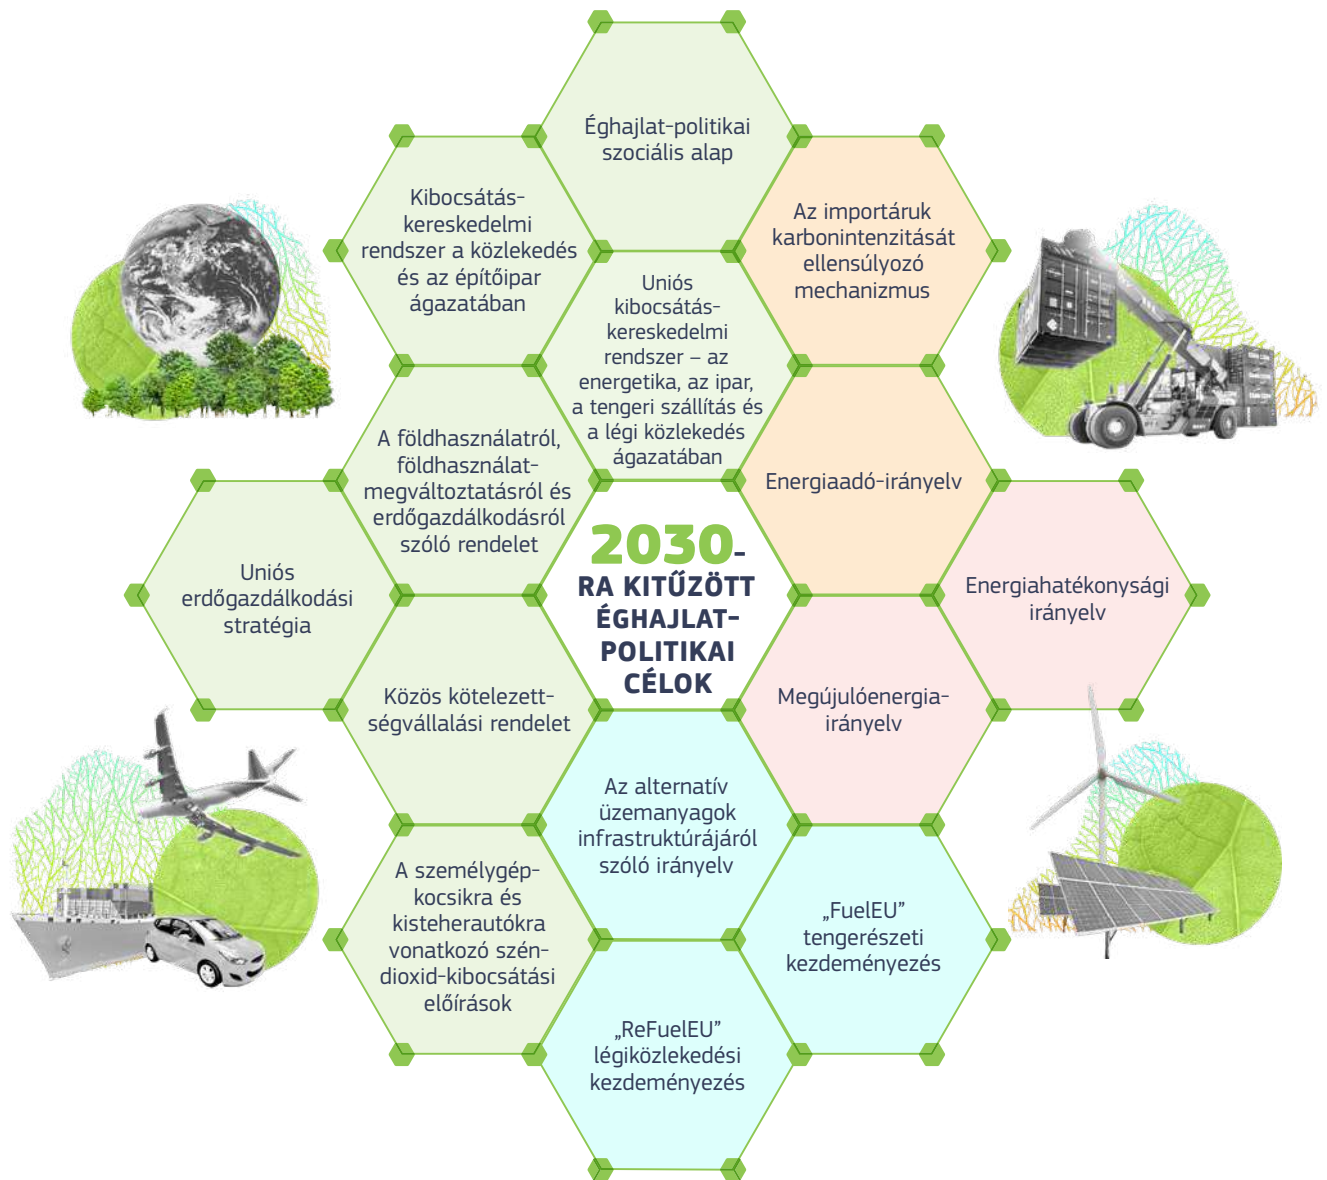 Éghajlat-politikai
szociális alap
Kibocsátás-
kereskedelmi
rendszer a közlekedés
és az építőipar
ágazatában
Az importáruk
karbonintenzitását
ellensúlyozó
mechanizmus
Uniós
kibocsátás-
kereskedelmi
rendszer – az
energetika, az ipar,
a tengeri szállítás és
a légi közlekedés
ágazatában
A földhasználatról,
földhasználat-
megváltoztatásról és
erdőgazdálkodásról
szóló rendelet
Energiaadó-irányelv
2030-
RA KITŰZÖTT
ÉGHAJLAT-
POLITIKAI
CÉLOK
Uniós
erdőgazdálkodási
stratégia
Energiahatékonysági
irányelv
Közös kötelezett-
ségvállalási rendelet
Megújulóenergia-
irányelv
Az alternatív
üzemanyagok
infrastruktúrájáról
szóló irányelv
A személygép-
kocsikra és
kisteherautókra
vonatkozó szén-
dioxid-kibocsátási
előírások
„FuelEU”
tengerészeti
kezdeményezés
„ReFuelEU”
légiközlekedési
kezdeményezés